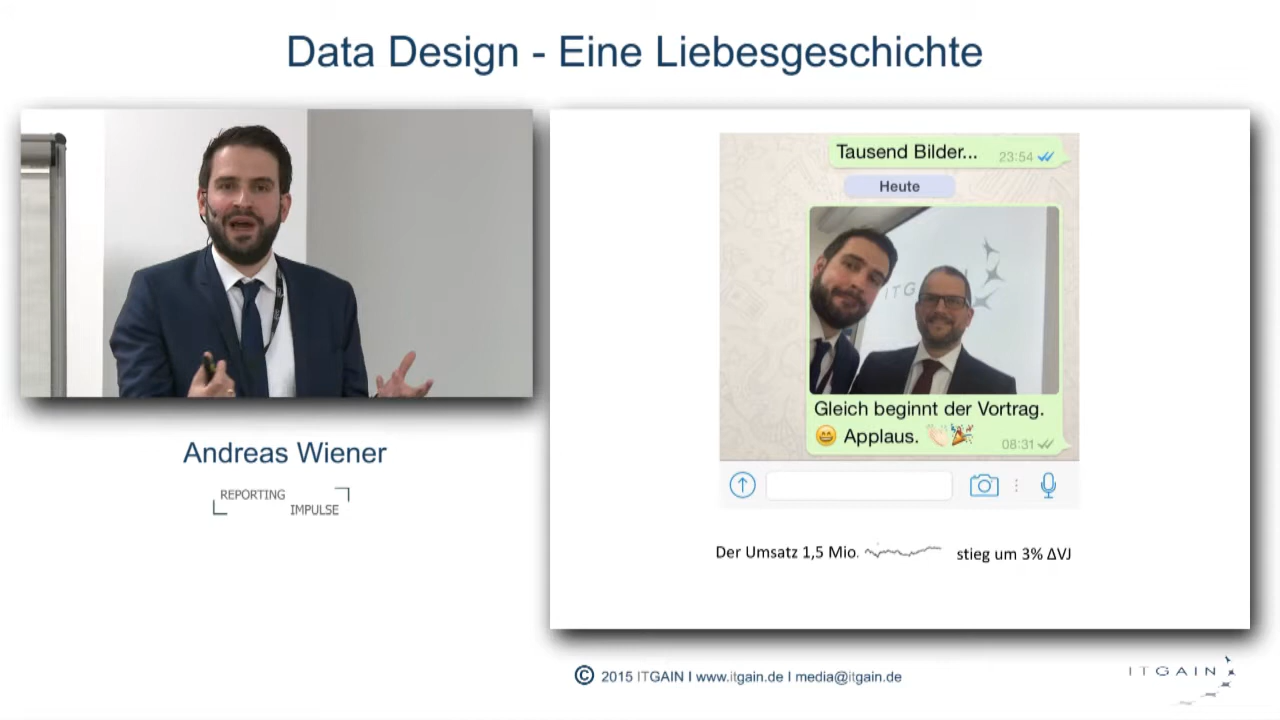 Data Design - Eine Liebesgeschichte
Andreas Wiener
REPORTING
IMPULSE
Tausend Bilder... 23:54
Heute
ITG
Gleich beginnt der Vortrag.
😄 Applaus. 👏🏻🎉 08:31
Der Umsatz 1,5 Mio. stieg um 3% ΔVJ
© 2015 ITGAIN I www.itgain.de I media@itgain.de
ITGAIN